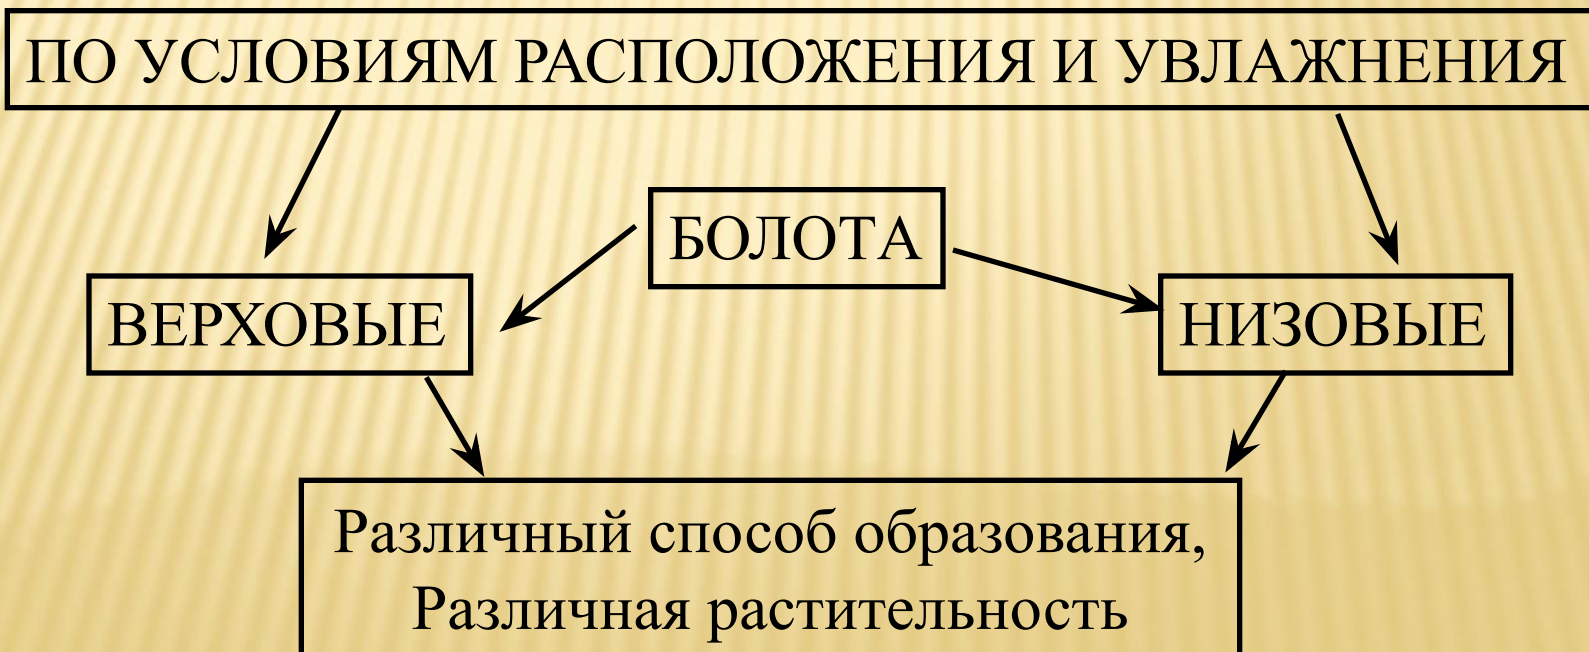 ПО УСЛОВИЯМ РАСПОЛОЖЕНИЯ И УВЛАЖНЕНИЯ
БОЛОТА
ВЕРХОВЫЕ
НИЗОВЫЕ
Различный способ образования,
Различная растительность